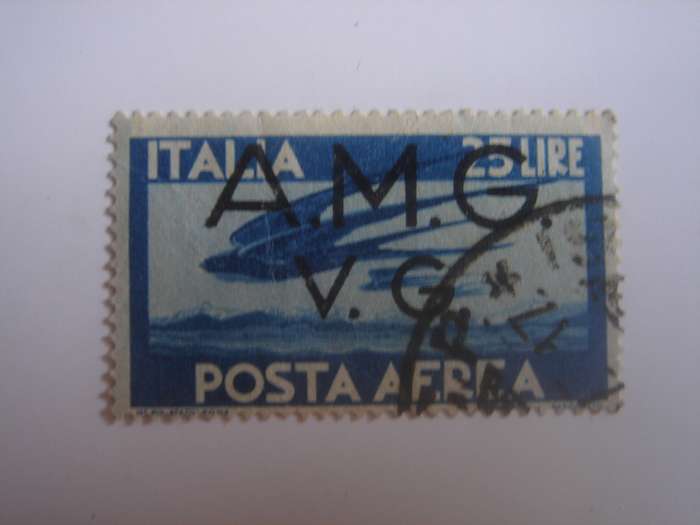 ITALIA 25 LIRE
A.M.G.
V. G.
POSTA AEREA